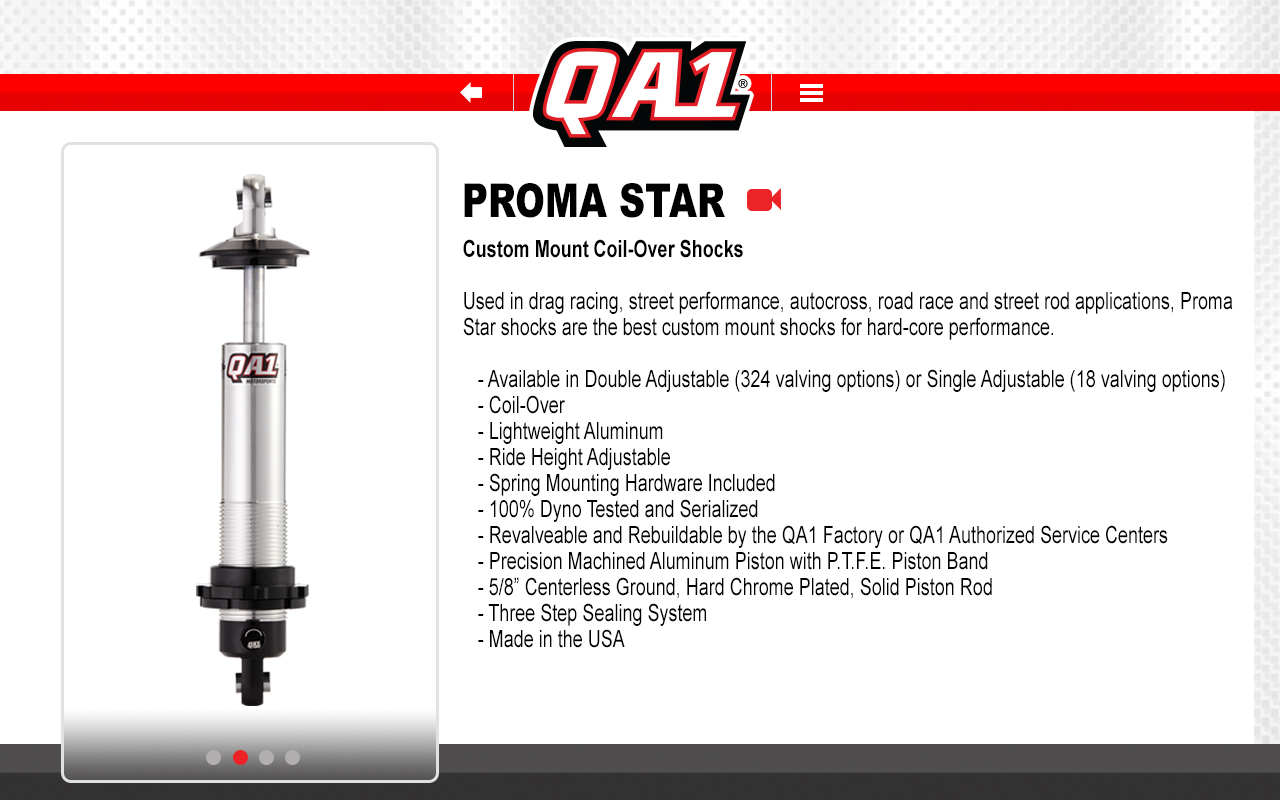 QA1®
PROMA STAR
Custom Mount Coil-Over Shocks
Used in drag racing, street performance, autocross, road race and street rod applications, Proma
Star shocks are the best custom mount shocks for hard-core performance.
- Available in Double Adjustable (324 valving options) or Single Adjustable (18 valving options)
- Coil-Over
- Lightweight Aluminum
- Ride Height Adjustable
- Spring Mounting Hardware Included
- 100% Dyno Tested and Serialized
- Revalveable and Rebuildable by the QA1 Factory or QA1 Authorized Service Centers
- Precision Machined Aluminum Piston with P.T.F.E. Piston Band
- 5/8” Centerless Ground, Hard Chrome Plated, Solid Piston Rod
- Three Step Sealing System
- Made in the USA
QA1
MOTORSPORTS
QA1